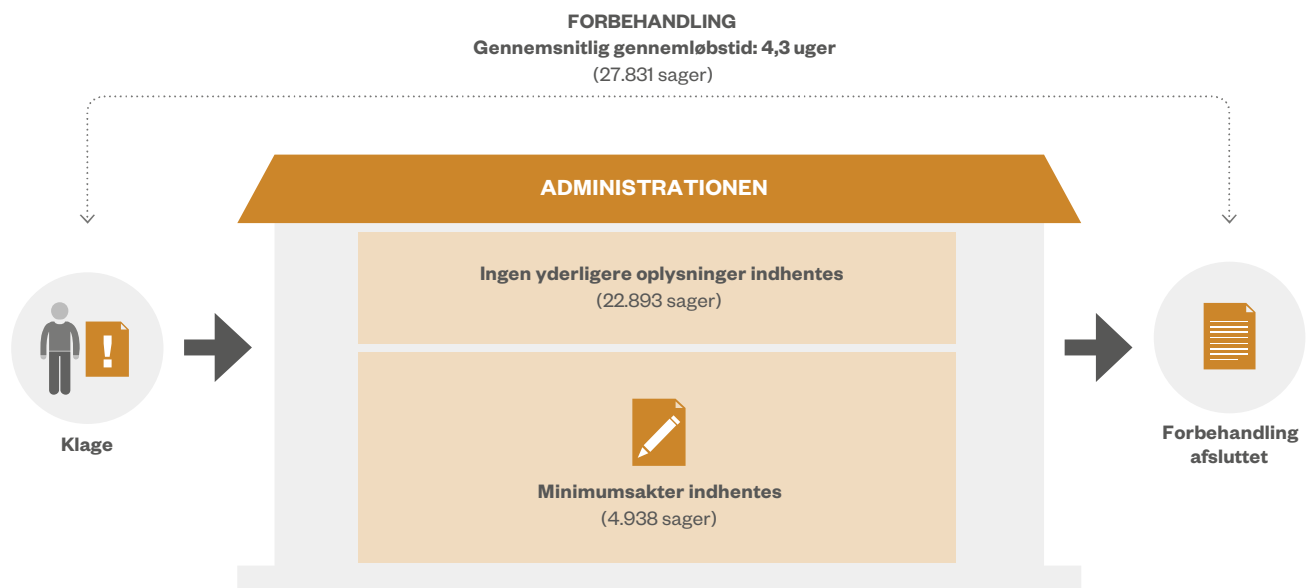 FORBEHANDLING
Gennemsnitlig gennemløbstid: 4,3 uger
(27.831 sager)
ADMINISTRATIONEN
Ingen yderligere oplysninger indhentes
(22.893 sager)
Klage
Minimumsakter indhentes
(4.938 sager)
Forbehandling
afsluttet